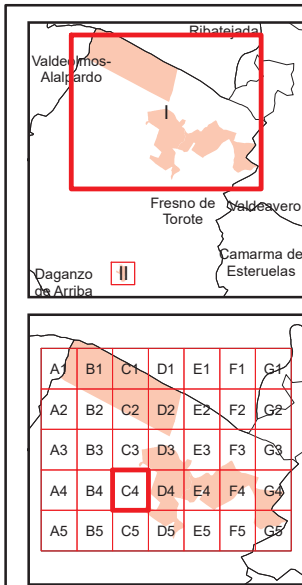 Ribatejada
Valdeolmos-
Alalpardo
I
Fresno de
Torote
Valdeavero
Camarma de
Esteruelas
II
Daganzo
de Arriba
A1 B1 C1 D1 E1 F1 G1
A2 B2 C2 D2 E2 F2 G2
A3 B3 C3 D3 E3 F3 G3
A4 B4 C4 D4 E4 F4 G4
A5 B5 C5 D5 E5 F5 G5